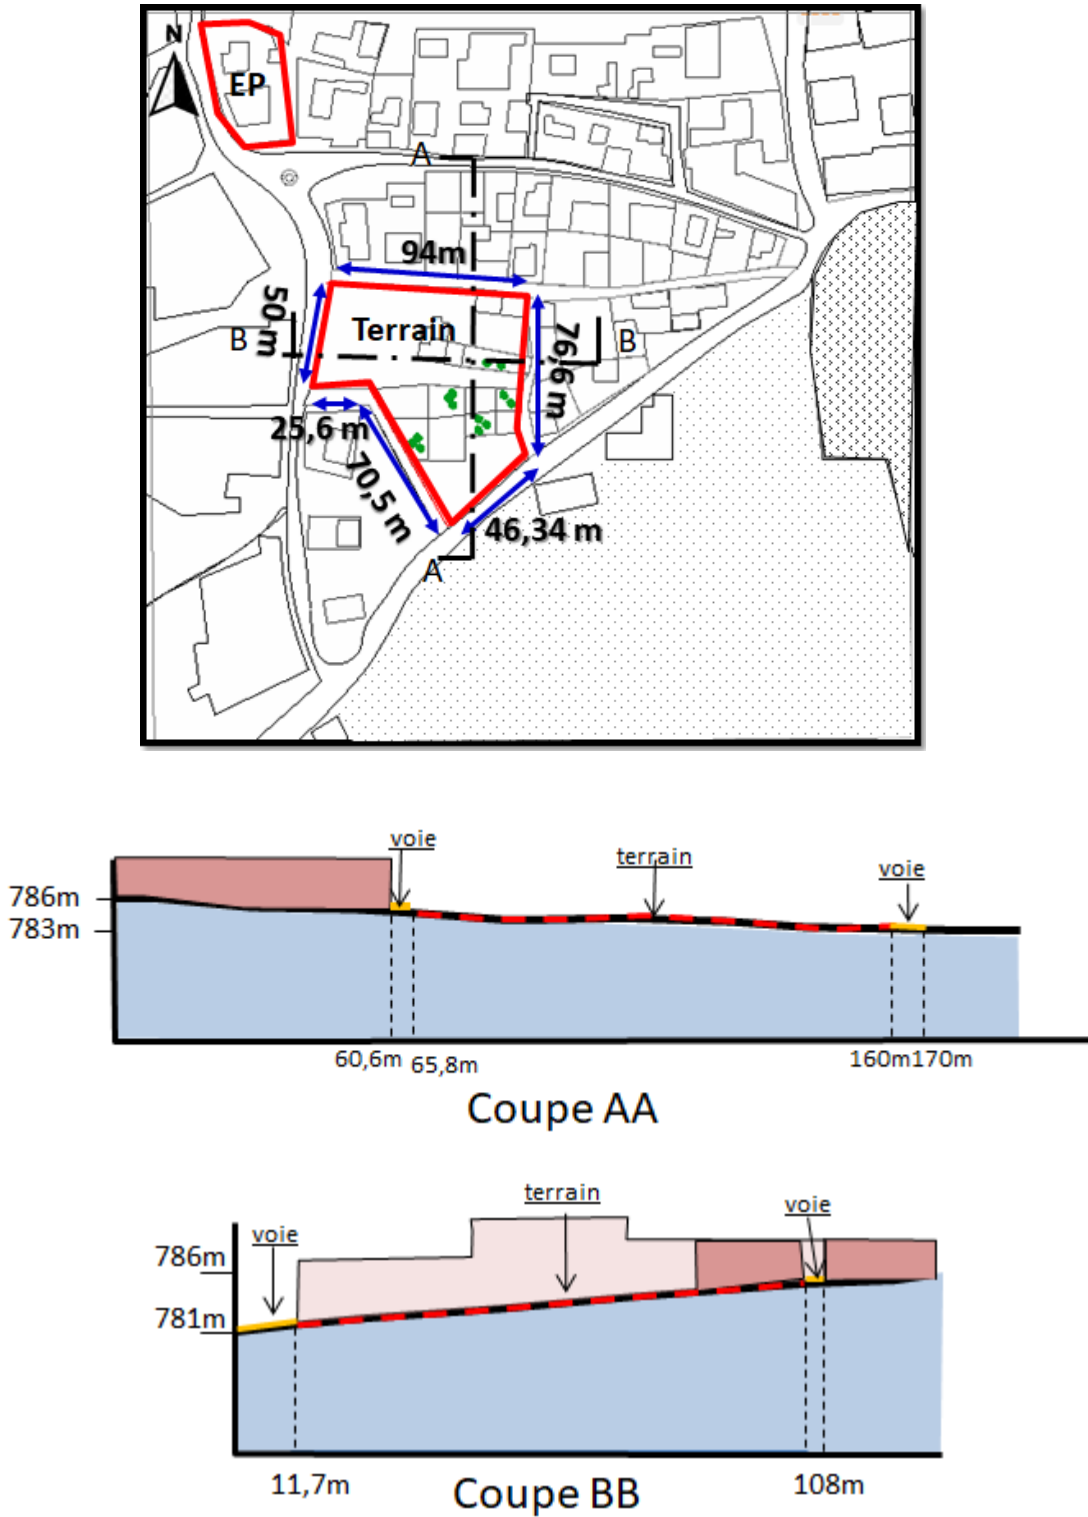 N
EP
A
94m
50 m
Terrain
B
B
76,6 m
25,6 m
70,5 m
46,34 m
A
voie
terrain
voie
786m
783m
60,6m
65,8m
160m170m
Coupe AA
terrain
voie
voie
786m
781m
11,7m
108m
Coupe BB